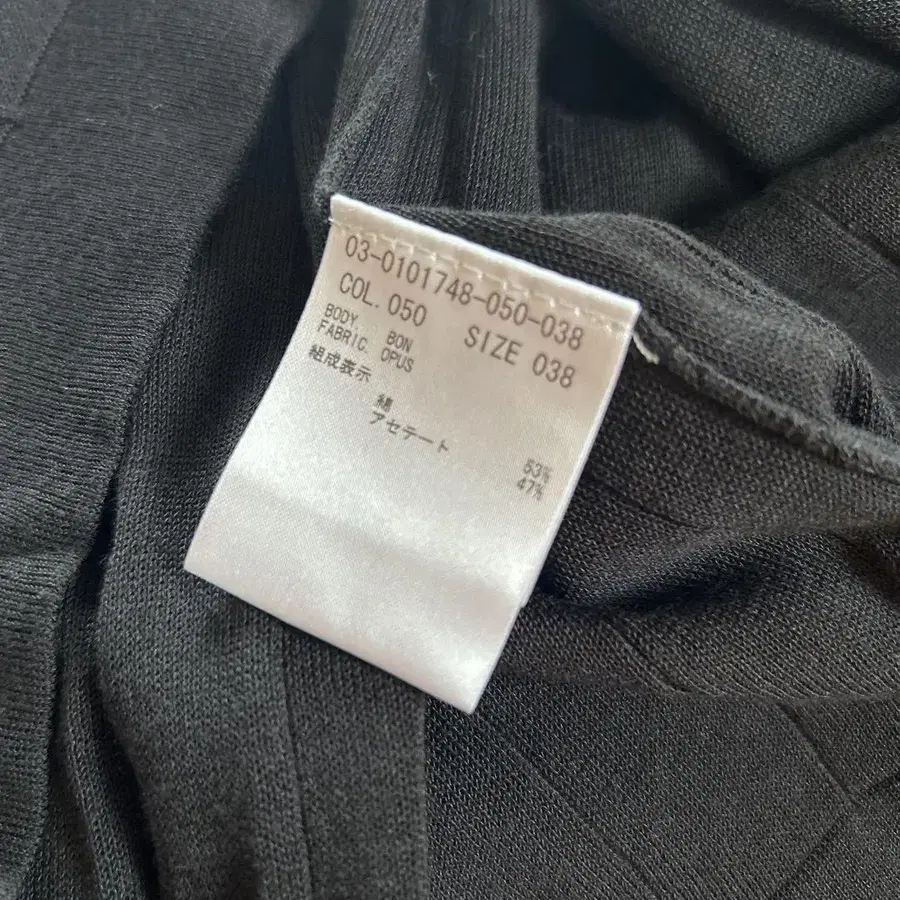 03-0101748-050-038
COL. 050 SIZE 038
BODY. BON
FABRIC. OPUS
組成表示
綿 53%
アセテート 47%